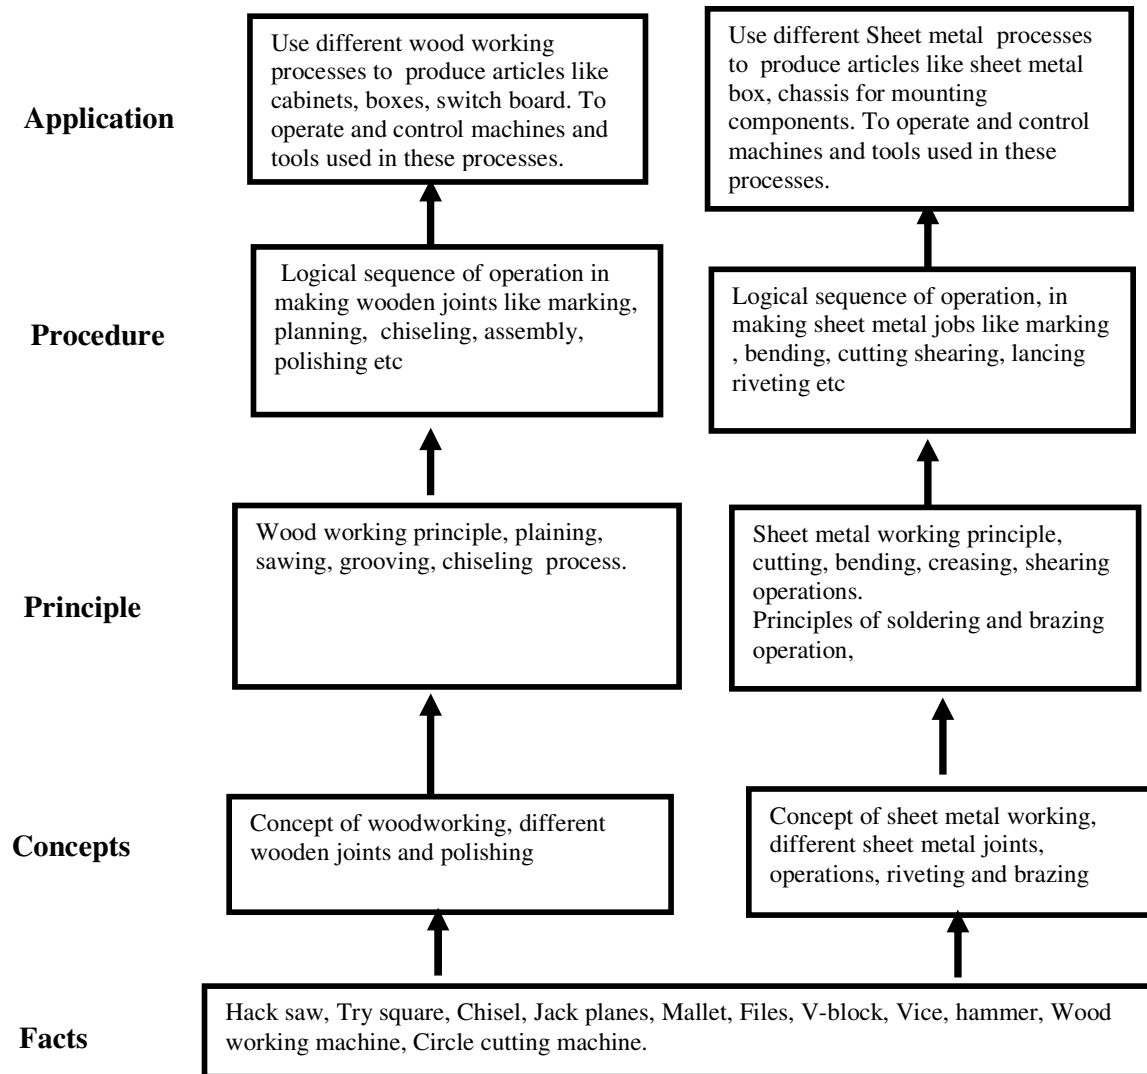 Application
Use different wood working
processes to  produce articles like
cabinets, boxes, switch board. To
operate and control machines and
tools used in these processes.
Use different Sheet metal  processes
to  produce articles like sheet metal
box, chassis for mounting
components. To operate and control
machines and tools used in these
processes.
Procedure
Logical sequence of operation in
making wooden joints like marking,
planning,  chiseling, assembly,
polishing etc
Logical sequence of operation, in
making sheet metal jobs like marking
, bending, cutting shearing, lancing
riveting etc
Principle
Wood working principle, plaining,
sawing, grooving, chiseling  process.
Sheet metal working principle,
cutting, bending, creasing, shearing
operations.
Principles of soldering and brazing
operation,
Concepts
Concept of woodworking, different
wooden joints and polishing
Concept of sheet metal working,
different sheet metal joints,
operations, riveting and brazing
Facts
Hack saw, Try square, Chisel, Jack planes, Mallet, Files, V-block, Vice, hammer, Wood
working machine, Circle cutting machine.